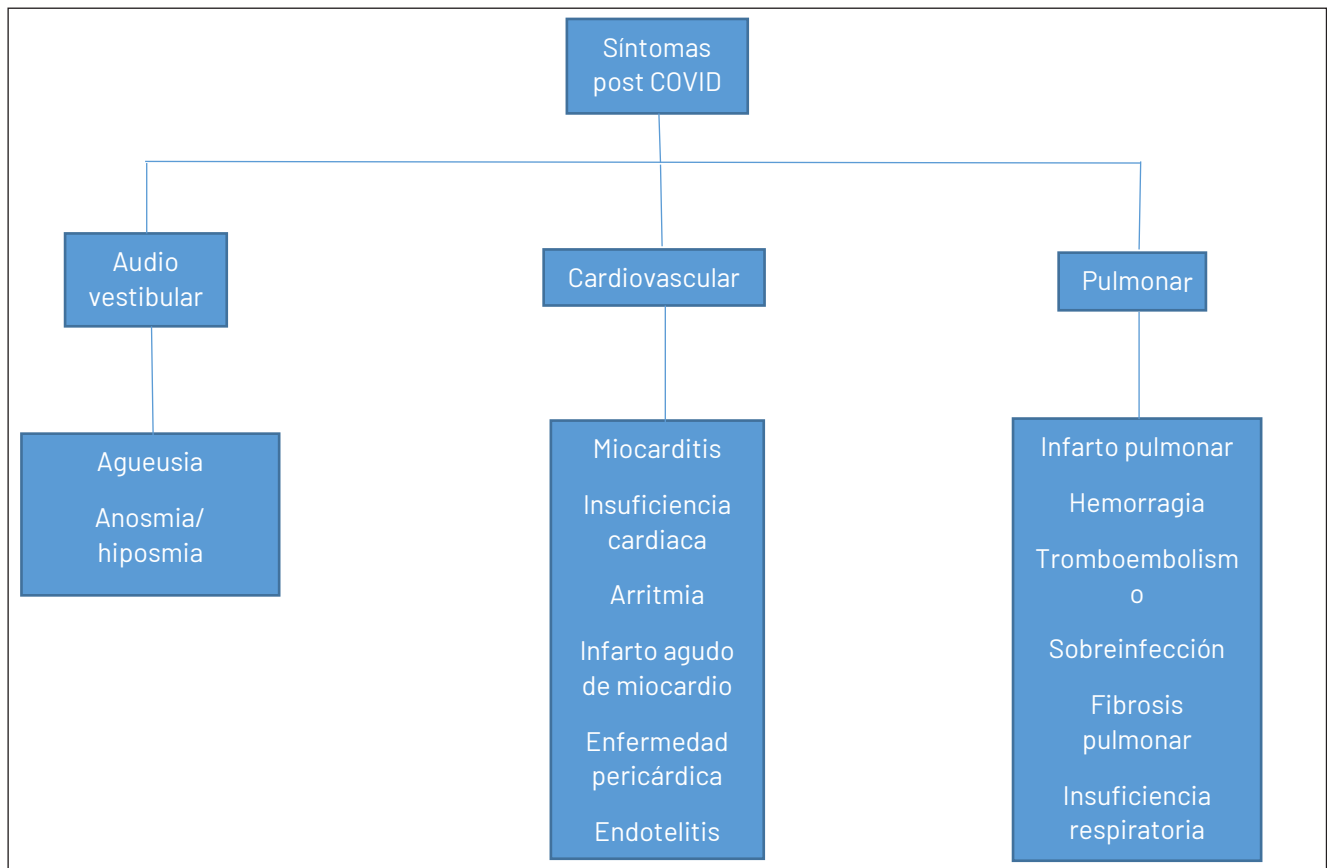 Síntomas
post COVID
Audio
vestibular
Cardiovascular
Pulmonar
Agueusia
Anosmia/
hiposmia
Miocarditis
Insuficiencia
cardiaca
Arritmia
Infarto agudo
de miocardio
Enfermedad
pericárdica
Endotelitis
Infarto pulmonar
Hemorragia
Tromboembolism
o
Sobreinfección
Fibrosis
pulmonar
Insuficiencia
respiratoria